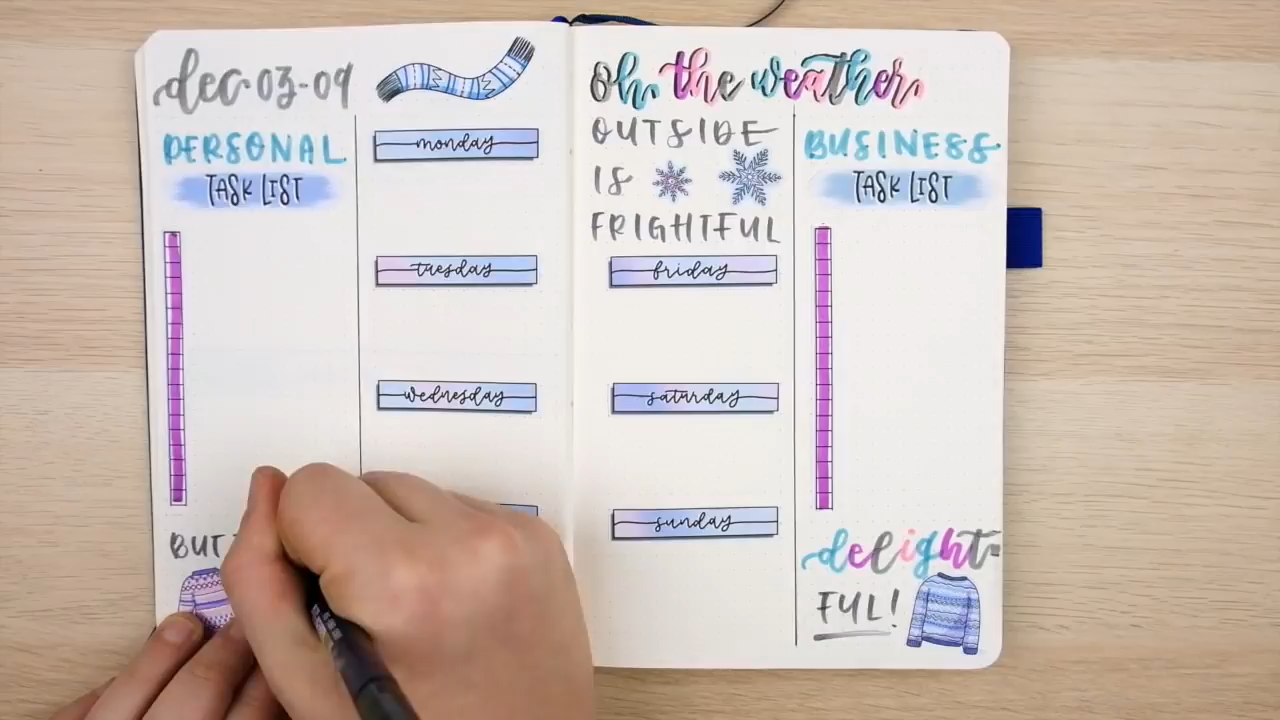 dec 03-09
PERSONAL
TASK LIST
monday
tuesday
wednesday
BUT
oh the weather
OUTSIDE
IS
FRIGHTFUL
friday
saturday
sunday
BUSINESS
TASK LIST
delight-
FUL!